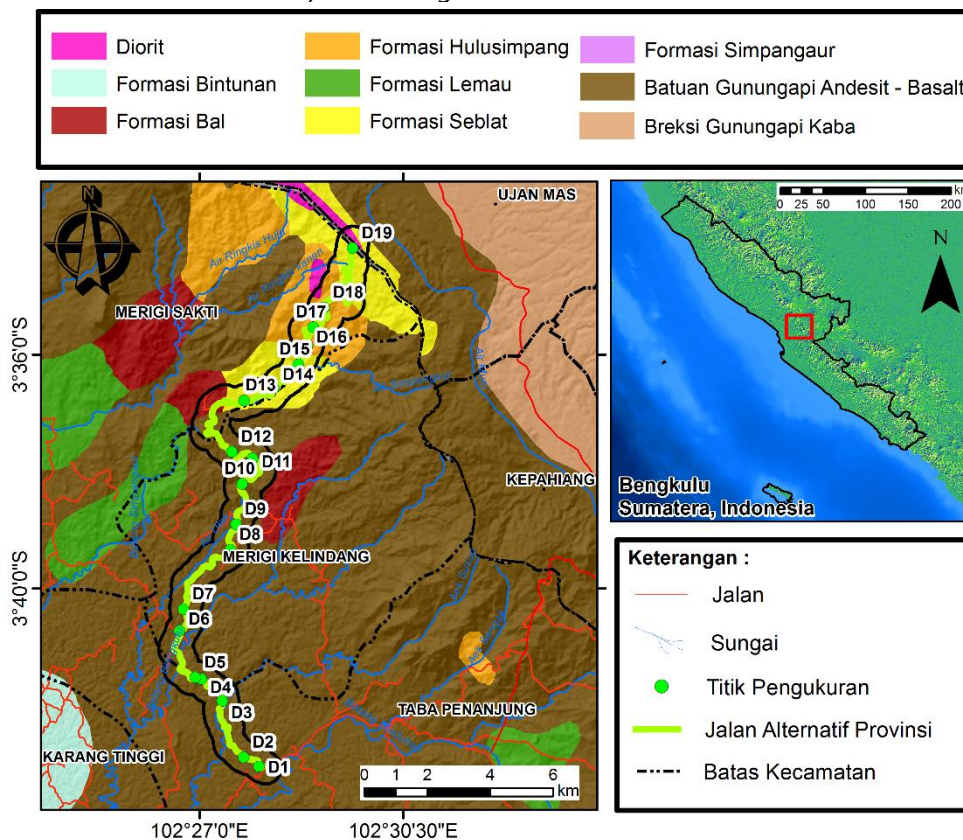 Diorit
Formasi Bintunan
Formasi Bal
Formasi Hulusimpang
Formasi Lemau
Formasi Seblat
Formasi Simpangaur
Batuan Gunungapi Andesit - Basalt
Breksi Gunungapi Kaba
UJAN MAS
D19
Air Ringkis Hulu
D18
D17
MERIGI SAKTI
D16
3°36'0"S
D15
D14
D13
D12
D11
D10
KEPAHIANG
D9
D8
MERIGI KELINDANG
3°40'0"S
D7
D6
D5
D4
D3
TABA PENANJUNG
D2
KARANG TINGGI
D1
0 1 2 4 6
km
102°27'0"E
102°30'30"E
0 25 50 100 150 200
km
N
Bengkulu
Sumatera, Indonesia
Keterangan :
Jalan
Sungai
Titik Pengukuran
Jalan Alternatif Provinsi
Batas Kecamatan